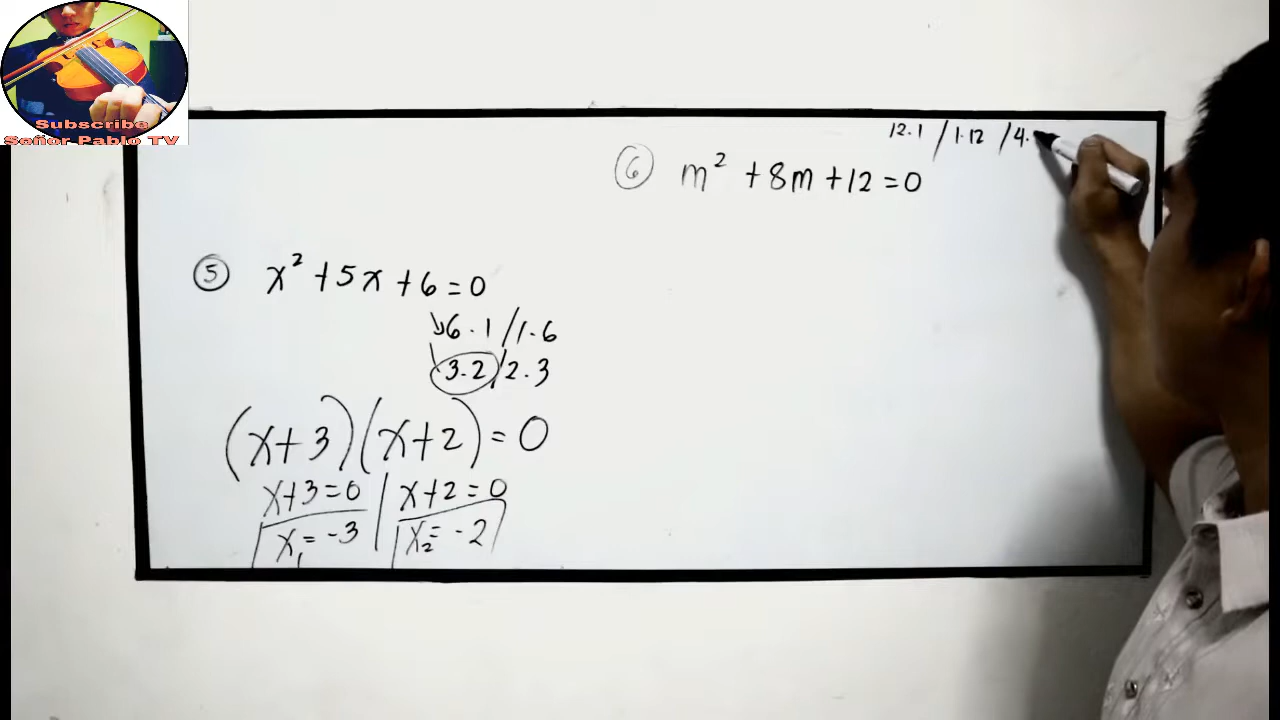 Subscribe
Señor Pablo TV
12.1 / 1.12 / 4.
⑥ m² + 8m + 12 = 0
⑤ x² + 5x + 6 = 0
6.1 / 1.6
3.2 / 2.3
(x+3)(x+2) = 0
x+3=0 | x+2=0
x₁ = -3 | x₂ = -2